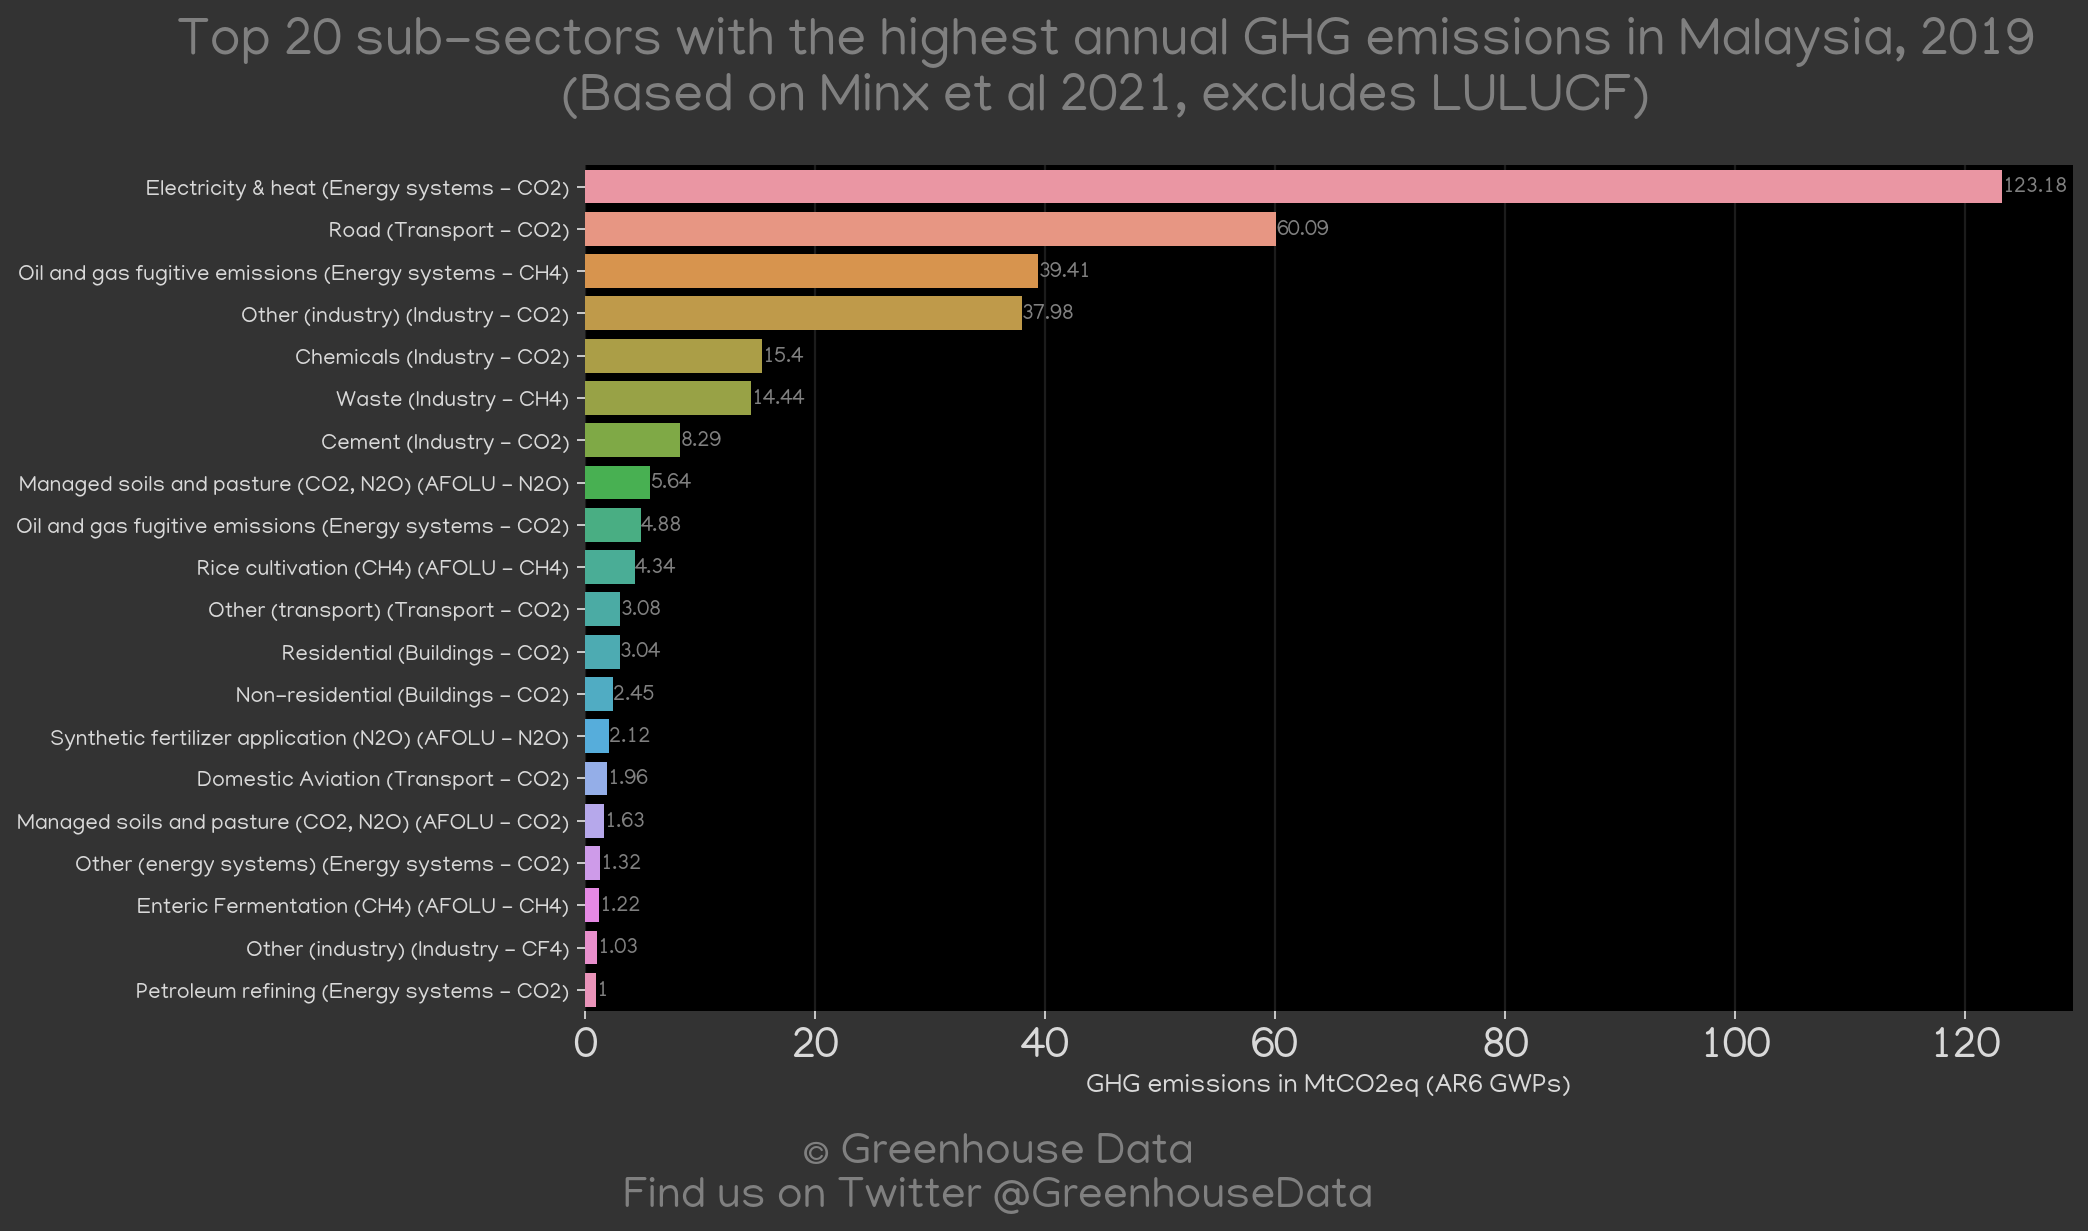 Top 20 sub-sectors with the highest annual GHG emissions in Malaysia, 2019
(Based on Minx et al 2021, excludes LULUCF)
Electricity & heat (Energy systems - CO2) 123.18
Road (Transport - CO2) 60.09
Oil and gas fugitive emissions (Energy systems - CH4) 39.41
Other (industry) (Industry - CO2) 37.98
Chemicals (Industry - CO2) 15.4
Waste (Industry - CH4) 14.44
Cement (Industry - CO2) 8.29
Managed soils and pasture (CO2, N2O) (AFOLU - N2O) 5.64
Oil and gas fugitive emissions (Energy systems - CO2) 4.88
Rice cultivation (CH4) (AFOLU - CH4) 4.34
Other (transport) (Transport - CO2) 3.08
Residential (Buildings - CO2) 3.04
Non-residential (Buildings - CO2) 2.45
Synthetic fertilizer application (N2O) (AFOLU - N2O) 2.12
Domestic Aviation (Transport - CO2) 1.96
Managed soils and pasture (CO2, N2O) (AFOLU - CO2) 1.63
Other (energy systems) (Energy systems - CO2) 1.32
Enteric Fermentation (CH4) (AFOLU - CH4) 1.22
Other (industry) (Industry - CF4) 1.03
Petroleum refining (Energy systems - CO2) 1
0 20 40 60 80 100 120
GHG emissions in MtCO2eq (AR6 GWPs)
© Greenhouse Data
Find us on Twitter @GreenhouseData